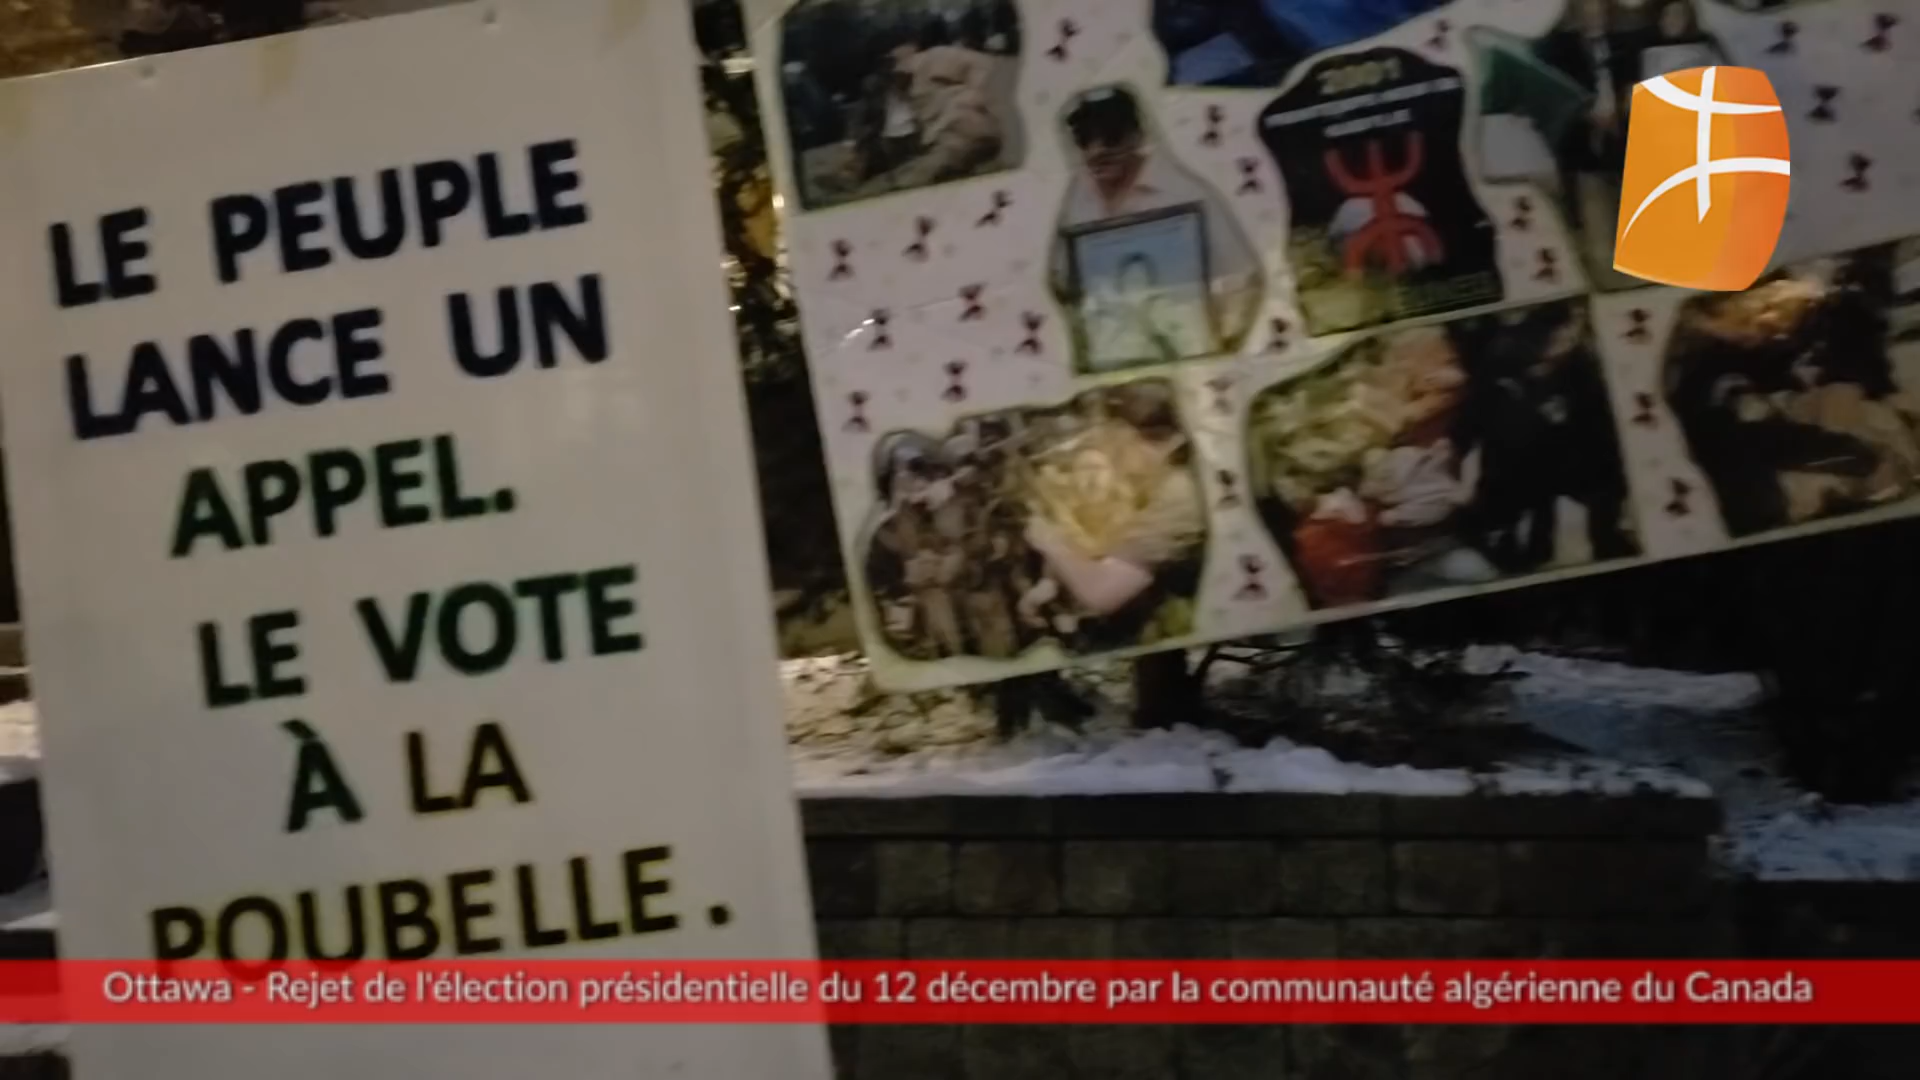 LE PEUPLE
LANCE UN
APPEL.
LE VOTE
À LA
POUBELLE.
2001
Ottawa - Rejet de l'élection présidentielle du 12 décembre par la communauté algérienne du Canada